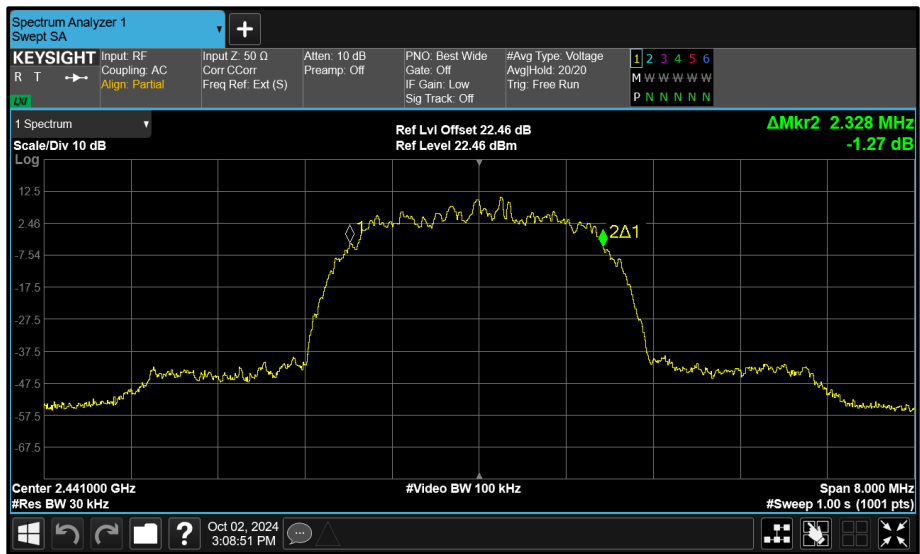 Spectrum Analyzer 1
Swept SA
+
KEYSIGHT
R T
LXI
Input: RF
Coupling: AC
Align: Partial
Input Z: 50 Ω
Corr CCorr
Freq Ref: Ext (S)
Atten: 10 dB
Preamp: Off
PNO: Best Wide
Gate: Off
IF Gain: Low
Sig Track: Off
#Avg Type: Voltage
Avg|Hold: 20/20
Trig: Free Run
1 2 3 4 5 6
M W W W W W
P N N N N N
1 Spectrum
Scale/Div 10 dB
Ref Lvl Offset 22.46 dB
Ref Level 22.46 dBm
ΔMkr2 2.328 MHz
-1.27 dB
Log
12.5
2.46
-7.54
-17.5
-27.5
-37.5
-47.5
-57.5
-67.5
1
2Δ1
Center 2.441000 GHz
#Res BW 30 kHz
#Video BW 100 kHz
Span 8.000 MHz
#Sweep 1.00 s (1001 pts)
?
Oct 02, 2024
3:08:51 PM